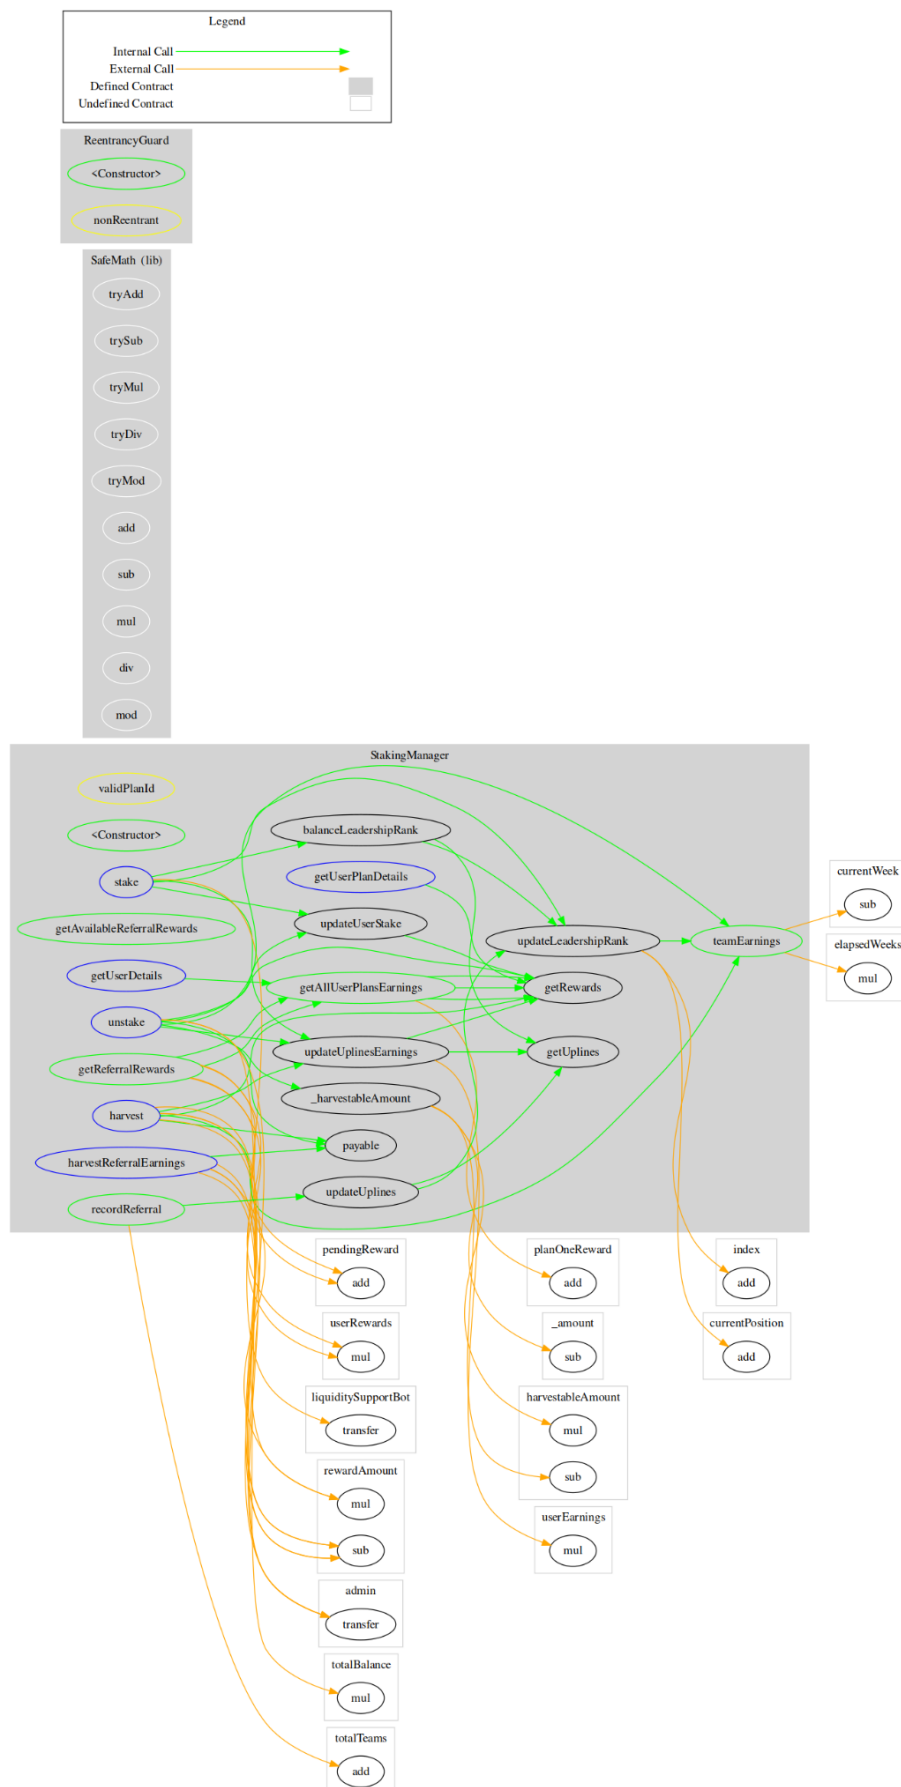 Legend
Internal Call
External Call
Defined Contract
Undefined Contract
ReentrancyGuard
<Constructor>
nonReentrant
SafeMath (lib)
tryAdd
trySub
tryMul
tryDiv
tryMod
add
sub
mul
div
mod
StakingManager
validPlanId
<Constructor>
stake
getAvailableReferralRewards
getUserDetails
unstake
getReferralRewards
harvest
harvestReferralEarnings
recordReferral
balanceLeadershipRank
getUserPlanDetails
updateUserStake
getAllUserPlansEarnings
updateUplinesEarnings
_harvestableAmount
payable
updateUplines
updateLeadershipRank
getRewards
getUplines
teamEarnings
currentWeek
sub
elapsedWeeks
mul
pendingReward
add
userRewards
mul
liquiditySupportBot
transfer
rewardAmount
mul
sub
admin
transfer
totalBalance
mul
totalTeams
add
planOneReward
add
_amount
sub
harvestableAmount
mul
sub
userEarnings
mul
index
add
currentPosition
add